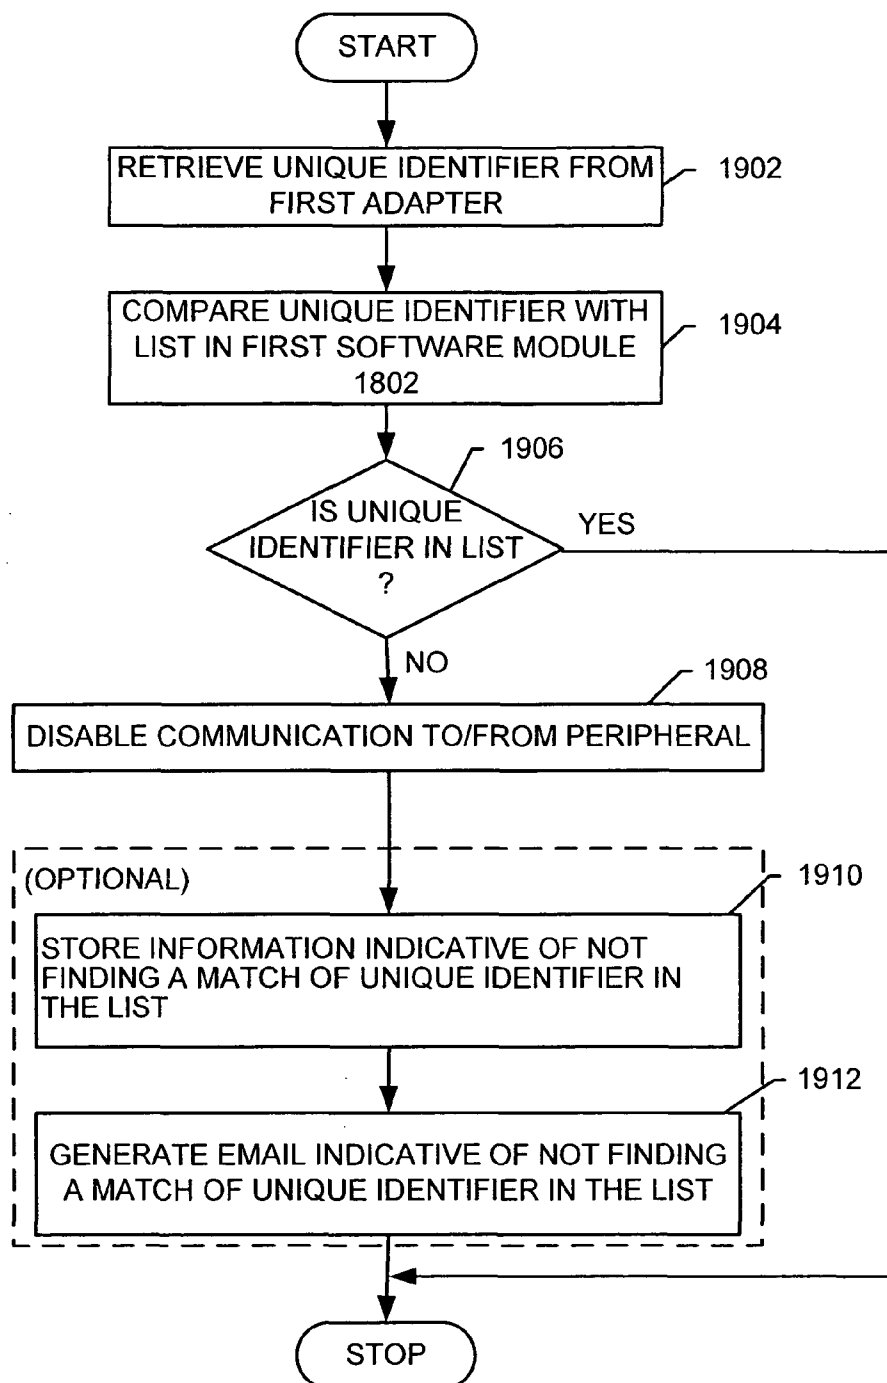 START
RETRIEVE UNIQUE IDENTIFIER FROM
FIRST ADAPTER
1902
COMPARE UNIQUE IDENTIFIER WITH
LIST IN FIRST SOFTWARE MODULE
1802
1904
1906
IS UNIQUE
IDENTIFIER IN LIST
?
YES
NO
1908
DISABLE COMMUNICATION TO/FROM PERIPHERAL
(OPTIONAL)
1910
STORE INFORMATION INDICATIVE OF NOT
FINDING A MATCH OF UNIQUE IDENTIFIER IN
THE LIST
1912
GENERATE EMAIL INDICATIVE OF NOT FINDING
A MATCH OF UNIQUE IDENTIFIER IN THE LIST
STOP